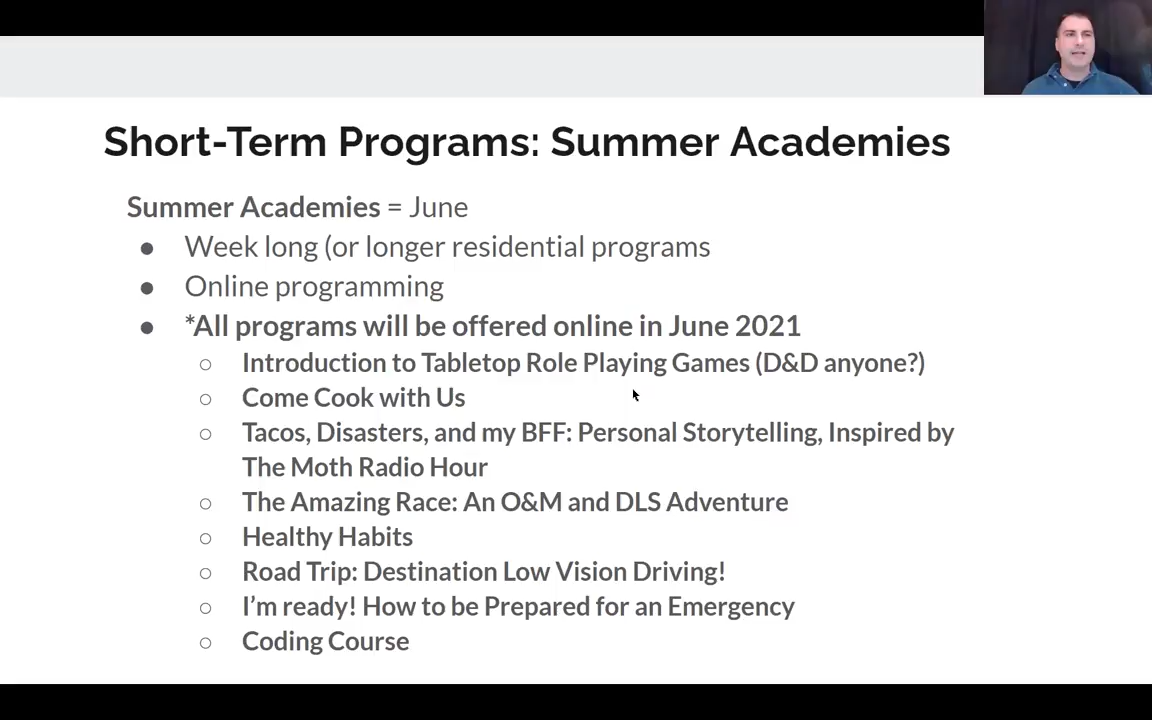 Short-Term Programs: Summer Academies
Summer Academies = June
● Week long (or longer residential programs
● Online programming
● *All programs will be offered online in June 2021
○ Introduction to Tabletop Role Playing Games (D&D anyone?)
○ Come Cook with Us
○ Tacos, Disasters, and my BFF: Personal Storytelling, Inspired by
The Moth Radio Hour
○ The Amazing Race: An O&M and DLS Adventure
○ Healthy Habits
○ Road Trip: Destination Low Vision Driving!
○ I’m ready! How to be Prepared for an Emergency
○ Coding Course